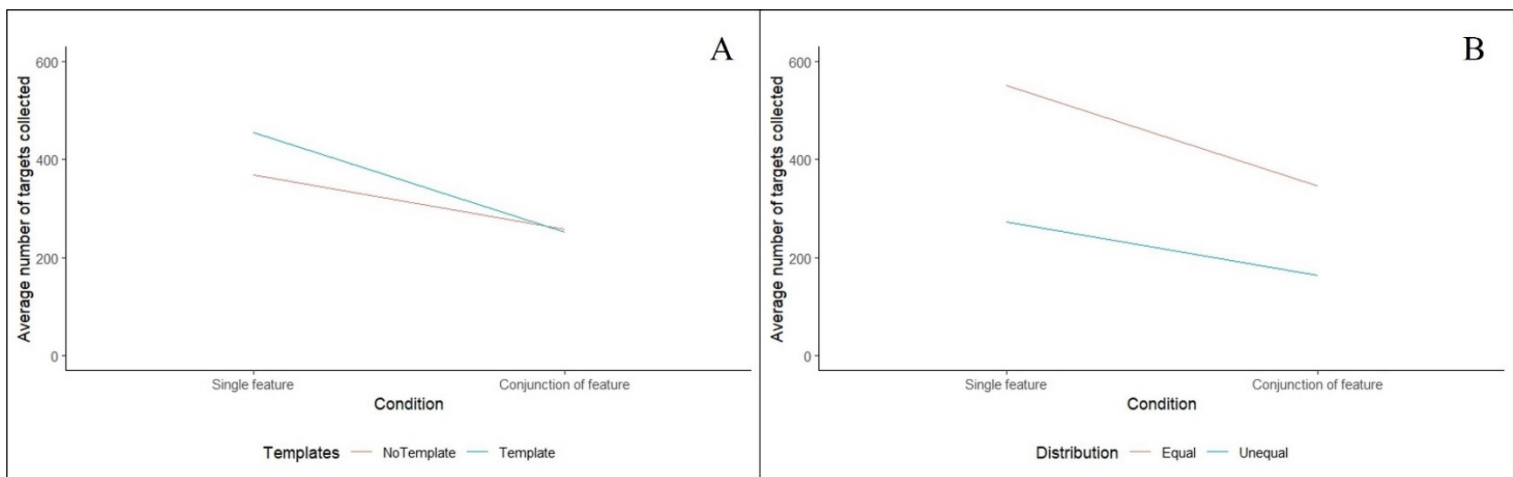 A
Average number of targets collected
600
400
200
0
Single feature
Conjunction of feature
Condition
Templates NoTemplate Template
B
Average number of targets collected
600
400
200
0
Single feature
Conjunction of feature
Condition
Distribution Equal Unequal